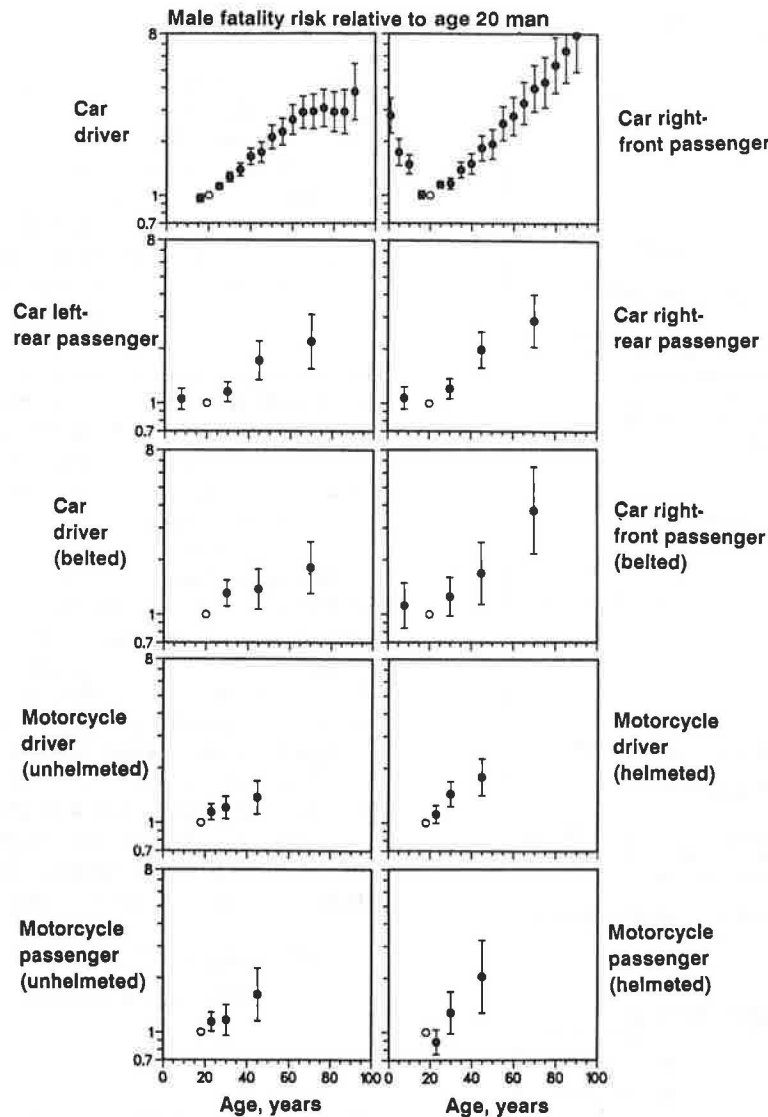 Male fatality risk relative to age 20 man
8
Car
driver
1
0.7
Car right-
front passenger
8
Car left-
rear passenger
1
0.7
Car right-
rear passenger
8
Car
driver
(belted)
1
0.7
Car right-
front passenger
(belted)
8
Motorcycle
driver
(unhelmeted)
1
0.7
Motorcycle
driver
(helmeted)
8
Motorcycle
passenger
(unhelmeted)
1
0.7
Motorcycle
passenger
(helmeted)
0 20 40 60 80 100 20 40 60 80 100
Age, years Age, years